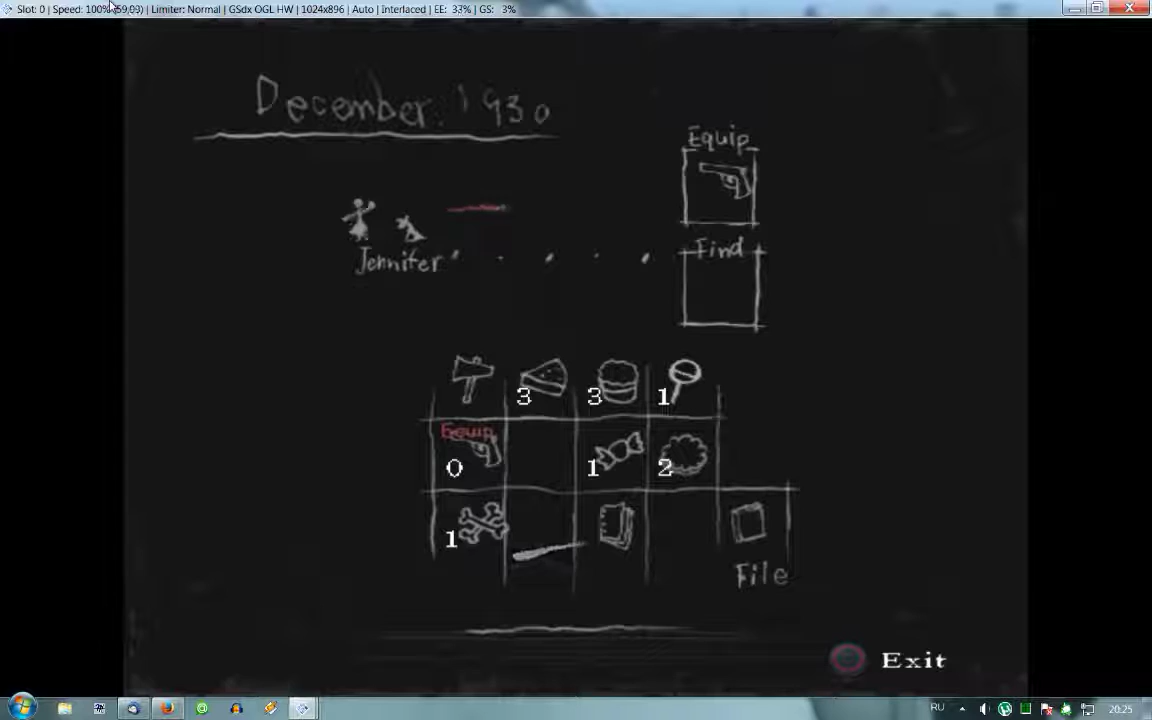 Slot: 0 | Speed: 100% (59,93) | Limiter: Normal | GSdx OGL HW | 1024x896 | Auto | Interlaced | EE: 33% | GS: 3%
December. 1930
Equip
Jennifer
Find
3 3 1
Equip
0 1 2
1
File
Exit
RU 20:25